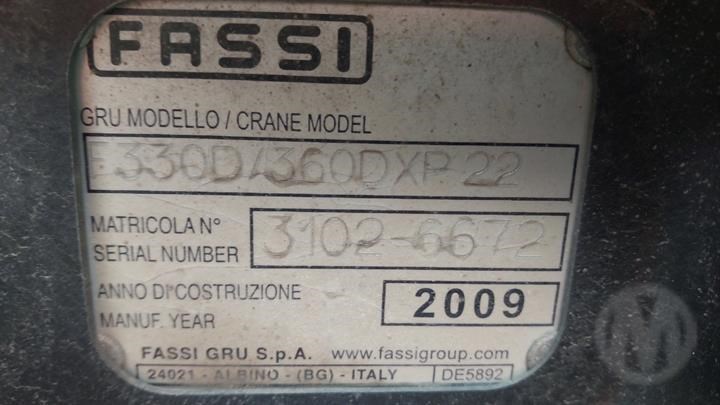 FASSI
GRU MODELLO / CRANE MODEL
F330D/360DXP 22
MATRICOLA N°
SERIAL NUMBER
3102-6672
ANNO DI COSTRUZIONE
MANUF. YEAR
2009
FASSI GRU S.p.A. www.fassigroup.com
24021 - ALBINO - (BG) - ITALY DE5892
M